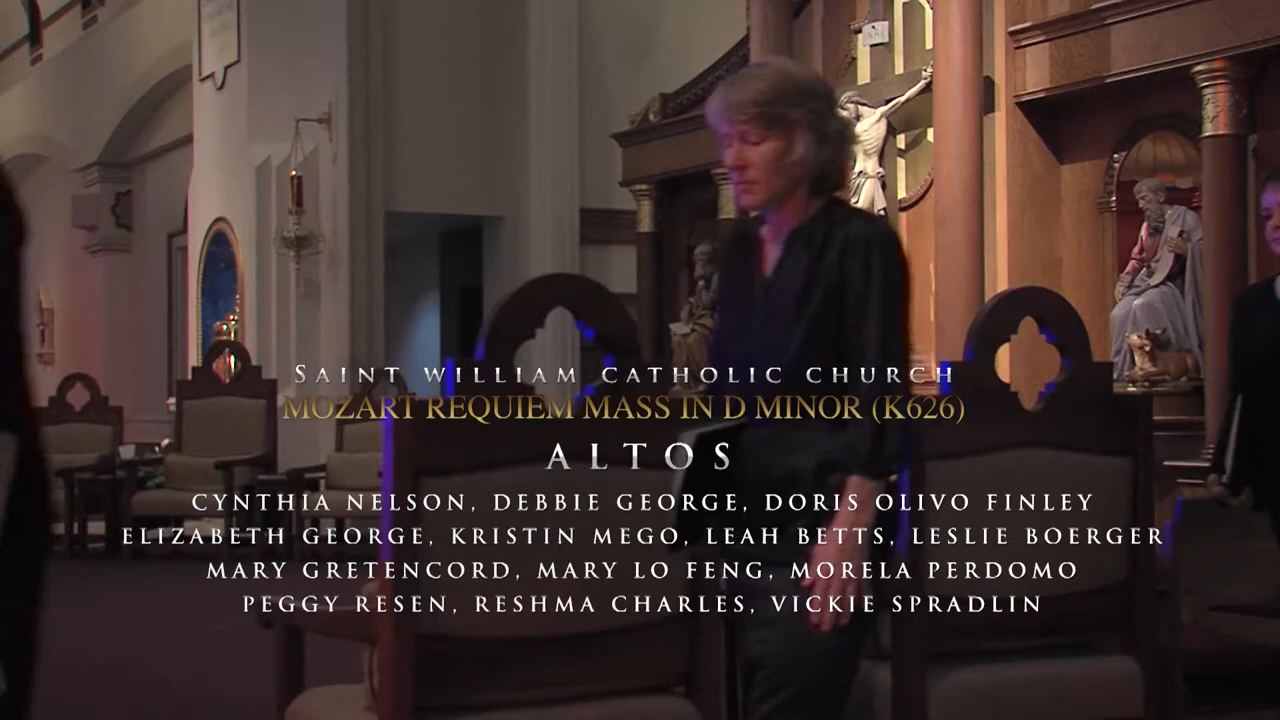 SAINT WILLIAM CATHOLIC CHURCH
MOZART REQUIEM MASS IN D MINOR (K626)
ALTOS
CYNTHIA NELSON, DEBBIE GEORGE, DORIS OLIVO FINLEY
ELIZABETH GEORGE, KRISTIN MEGO, LEAH BETTS, LESLIE BOERGER
MARY GRETENCORD, MARY LO FENG, MORELA PERDOMO
PEGGY RESEN, RESHMA CHARLES, VICKIE SPRADLIN